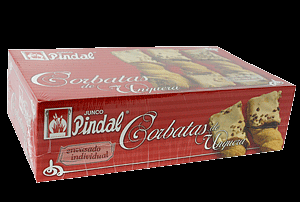 Pindal
Corbatas
de
Unquera
JUNCO
Pindal
Corbatas
de
Unquera
envasado
individual